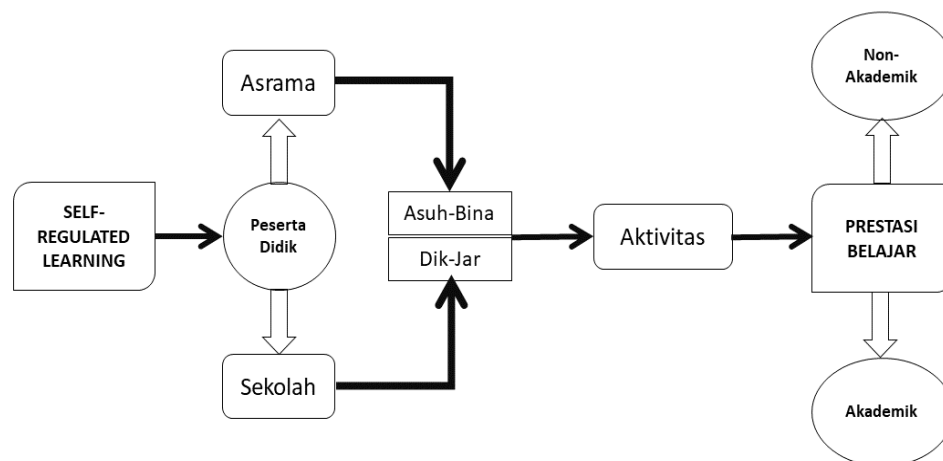 SELF-
REGULATED
LEARNING
Peserta
Didik
Asrama
Sekolah
Asuh-Bina
Dik-Jar
Aktivitas
PRESTASI
BELAJAR
Non-
Akademik
Akademik